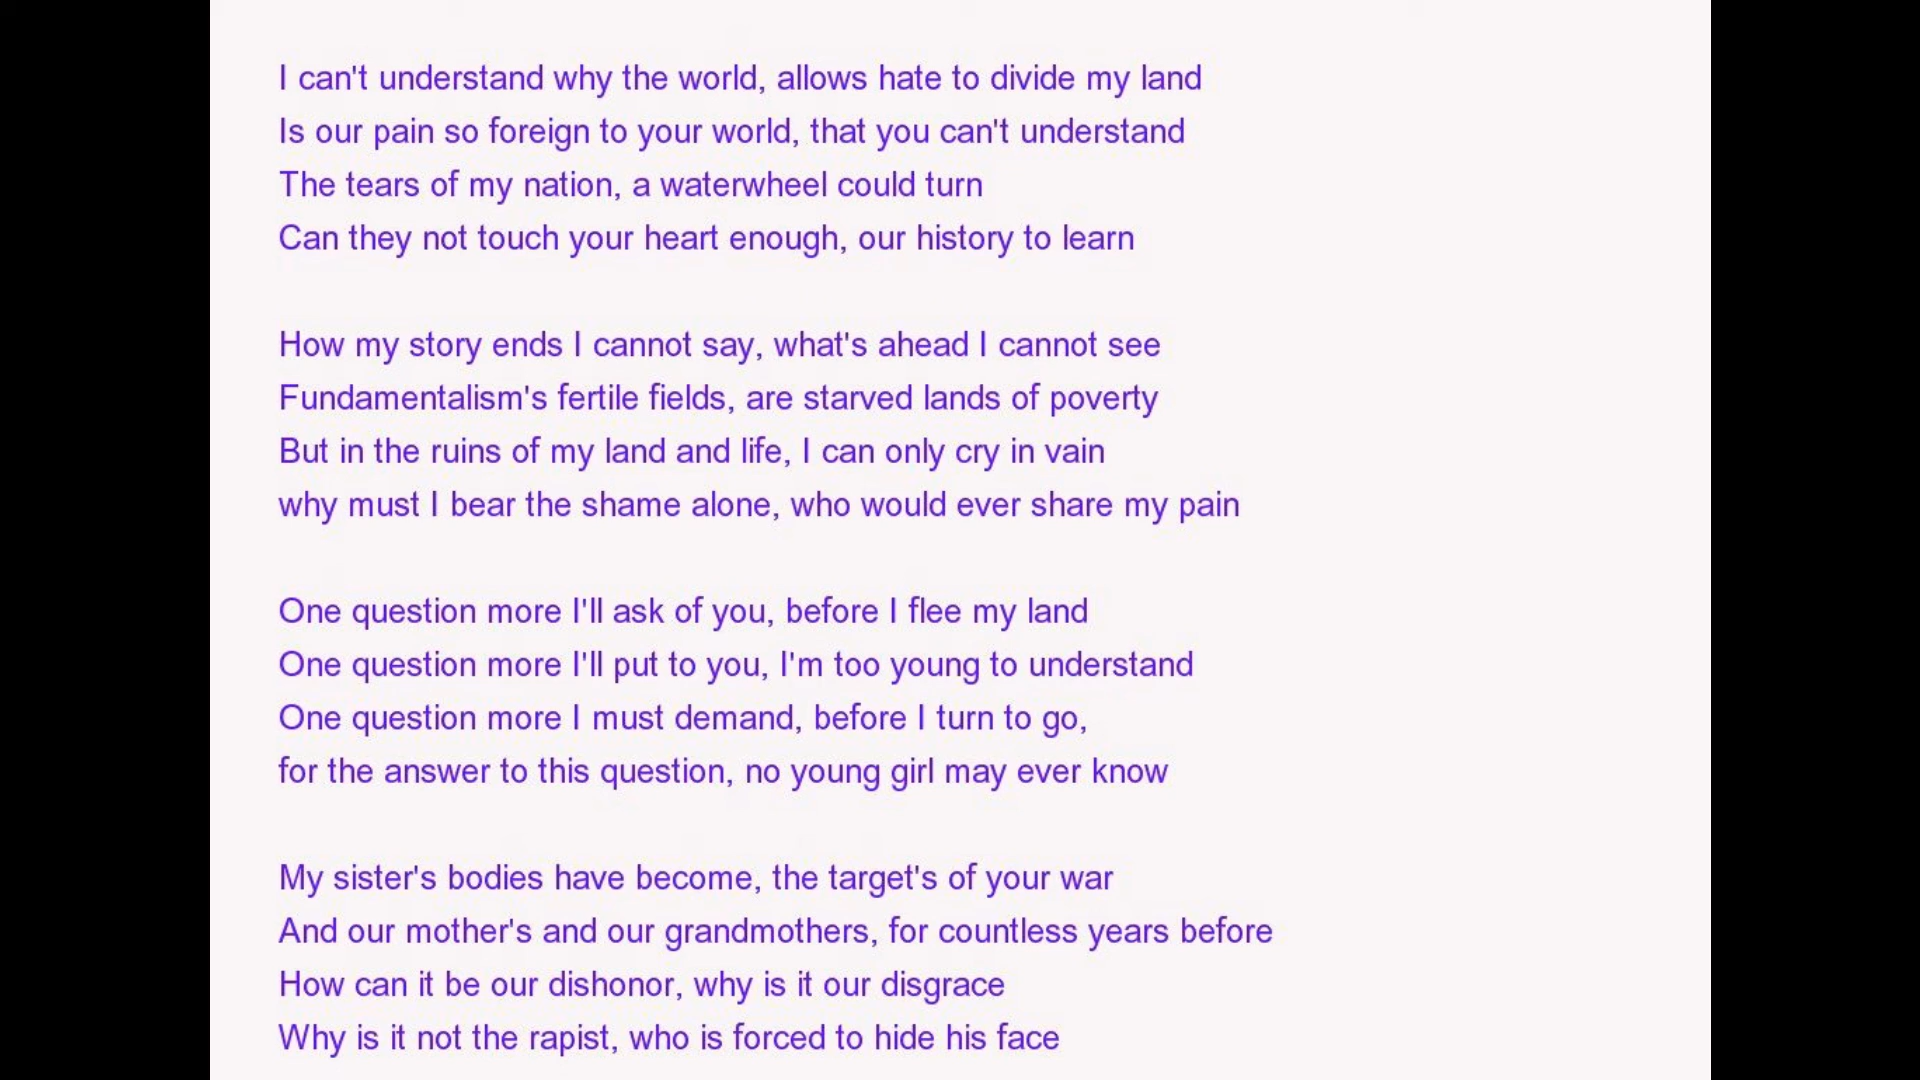 I can't understand why the world, allows hate to divide my land
Is our pain so foreign to your world, that you can't understand
The tears of my nation, a waterwheel could turn
Can they not touch your heart enough, our history to learn
How my story ends I cannot say, what's ahead I cannot see
Fundamentalism's fertile fields, are starved lands of poverty
But in the ruins of my land and life, I can only cry in vain
why must I bear the shame alone, who would ever share my pain
One question more I'll ask of you, before I flee my land
One question more I'll put to you, I'm too young to understand
One question more I must demand, before I turn to go,
for the answer to this question, no young girl may ever know
My sister's bodies have become, the target's of your war
And our mother's and our grandmothers, for countless years before
How can it be our dishonor, why is it our disgrace
Why is it not the rapist, who is forced to hide his face